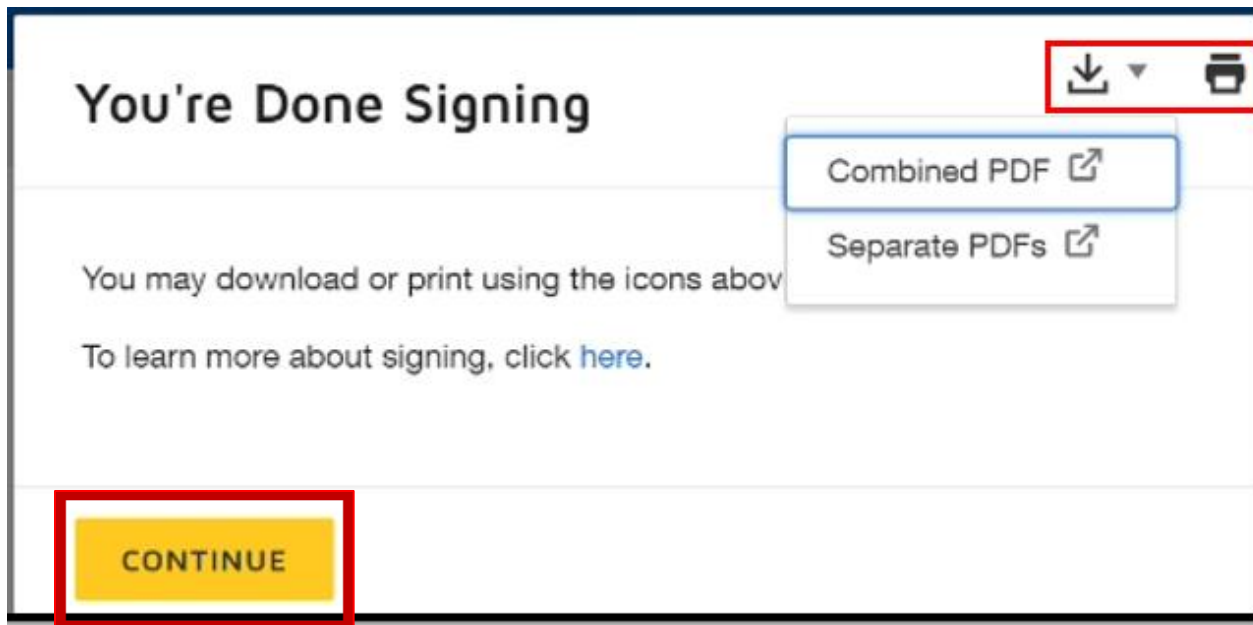 You're Done Signing
Combined PDF
Separate PDFs
You may download or print using the icons abov
To learn more about signing, click here.
CONTINUE